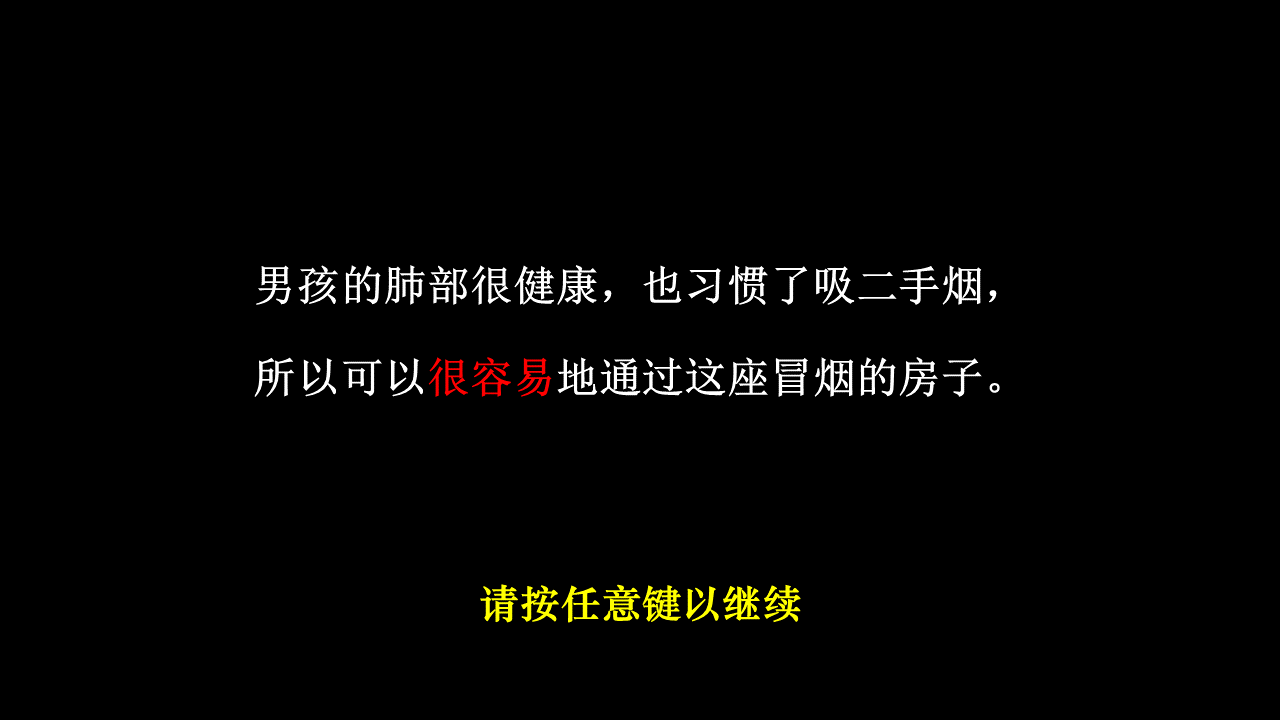 男孩的肺部很健康，也习惯了吸二手烟，
所以可以很容易地通过这座冒烟的房子。
请按任意键以继续